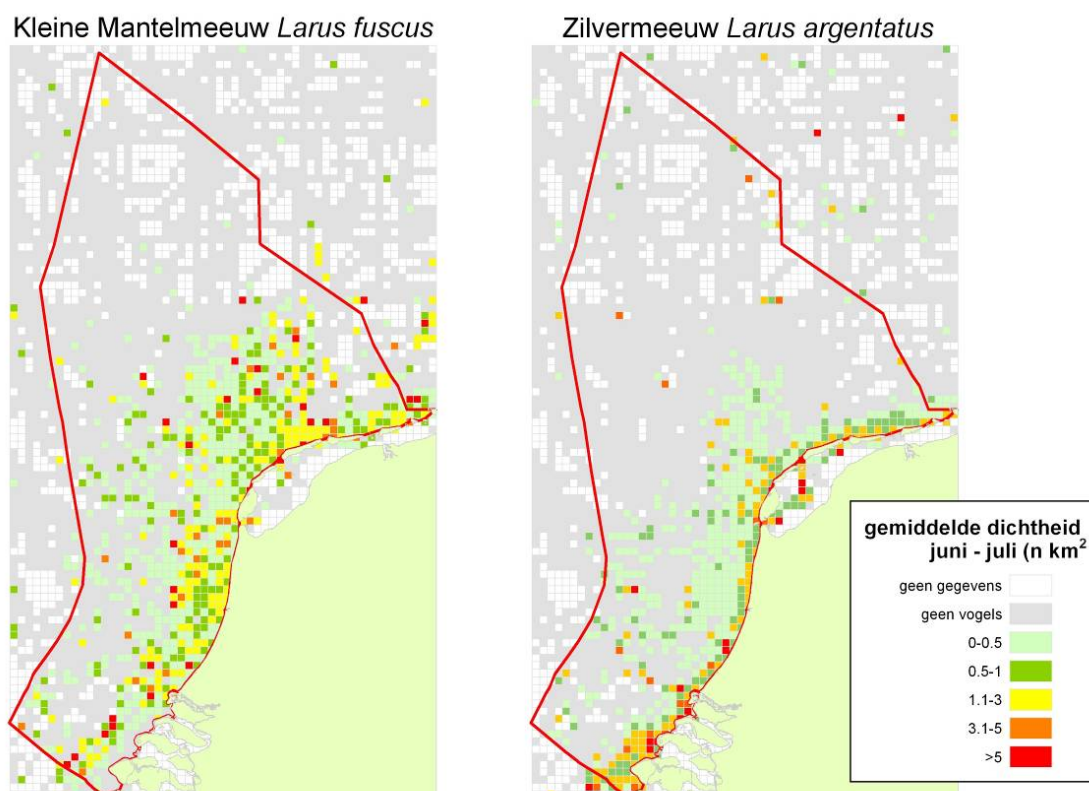 Kleine Mantelmeeuw Larus fuscus
Zilvermeeuw Larus argentatus
gemiddelde dichtheid
juni - juli (n km2
geen gegevens
geen vogels
0-0.5
0.5-1
1.1-3
3.1-5
>5